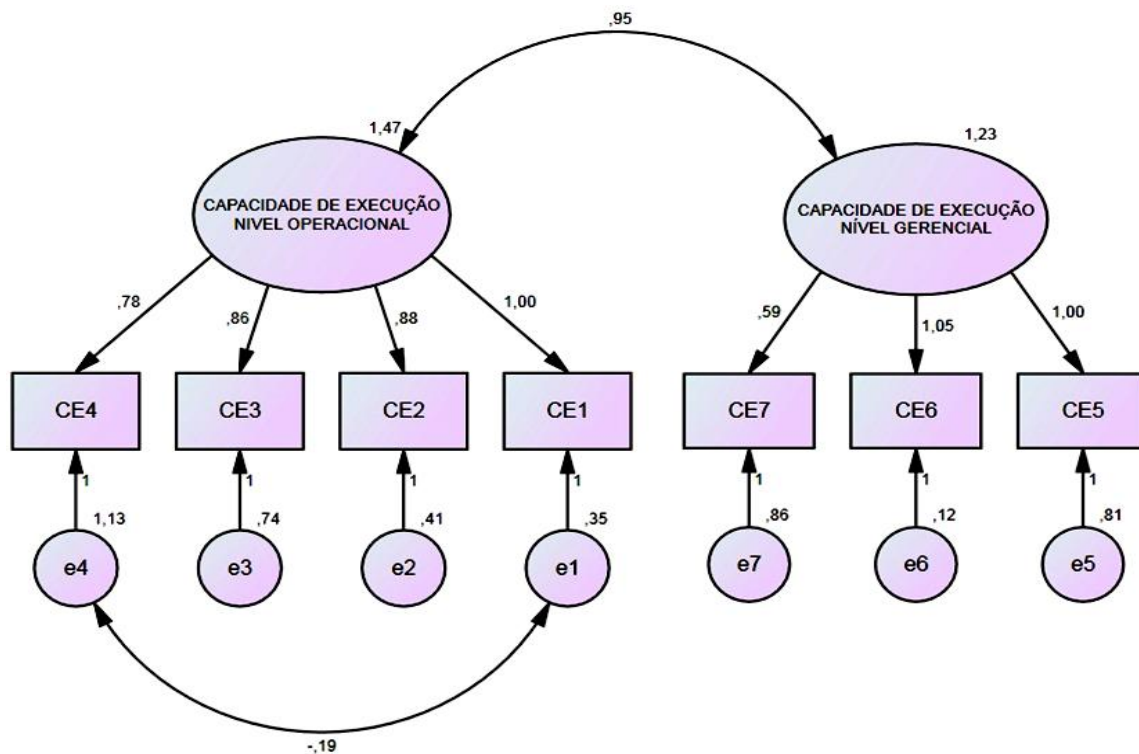 ,95
1,47
1,23
CAPACIDADE DE EXECUÇÃO
NIVEL OPERACIONAL
CAPACIDADE DE EXECUÇÃO
NÍVEL GERENCIAL
,78
,86
,88
1,00
,59
1,05
1,00
CE4
CE3
CE2
CE1
CE7
CE6
CE5
1
1
1
1
1
1
1
1,13
,74
,41
,35
,86
,12
,81
e4
e3
e2
e1
e7
e6
e5
-,19